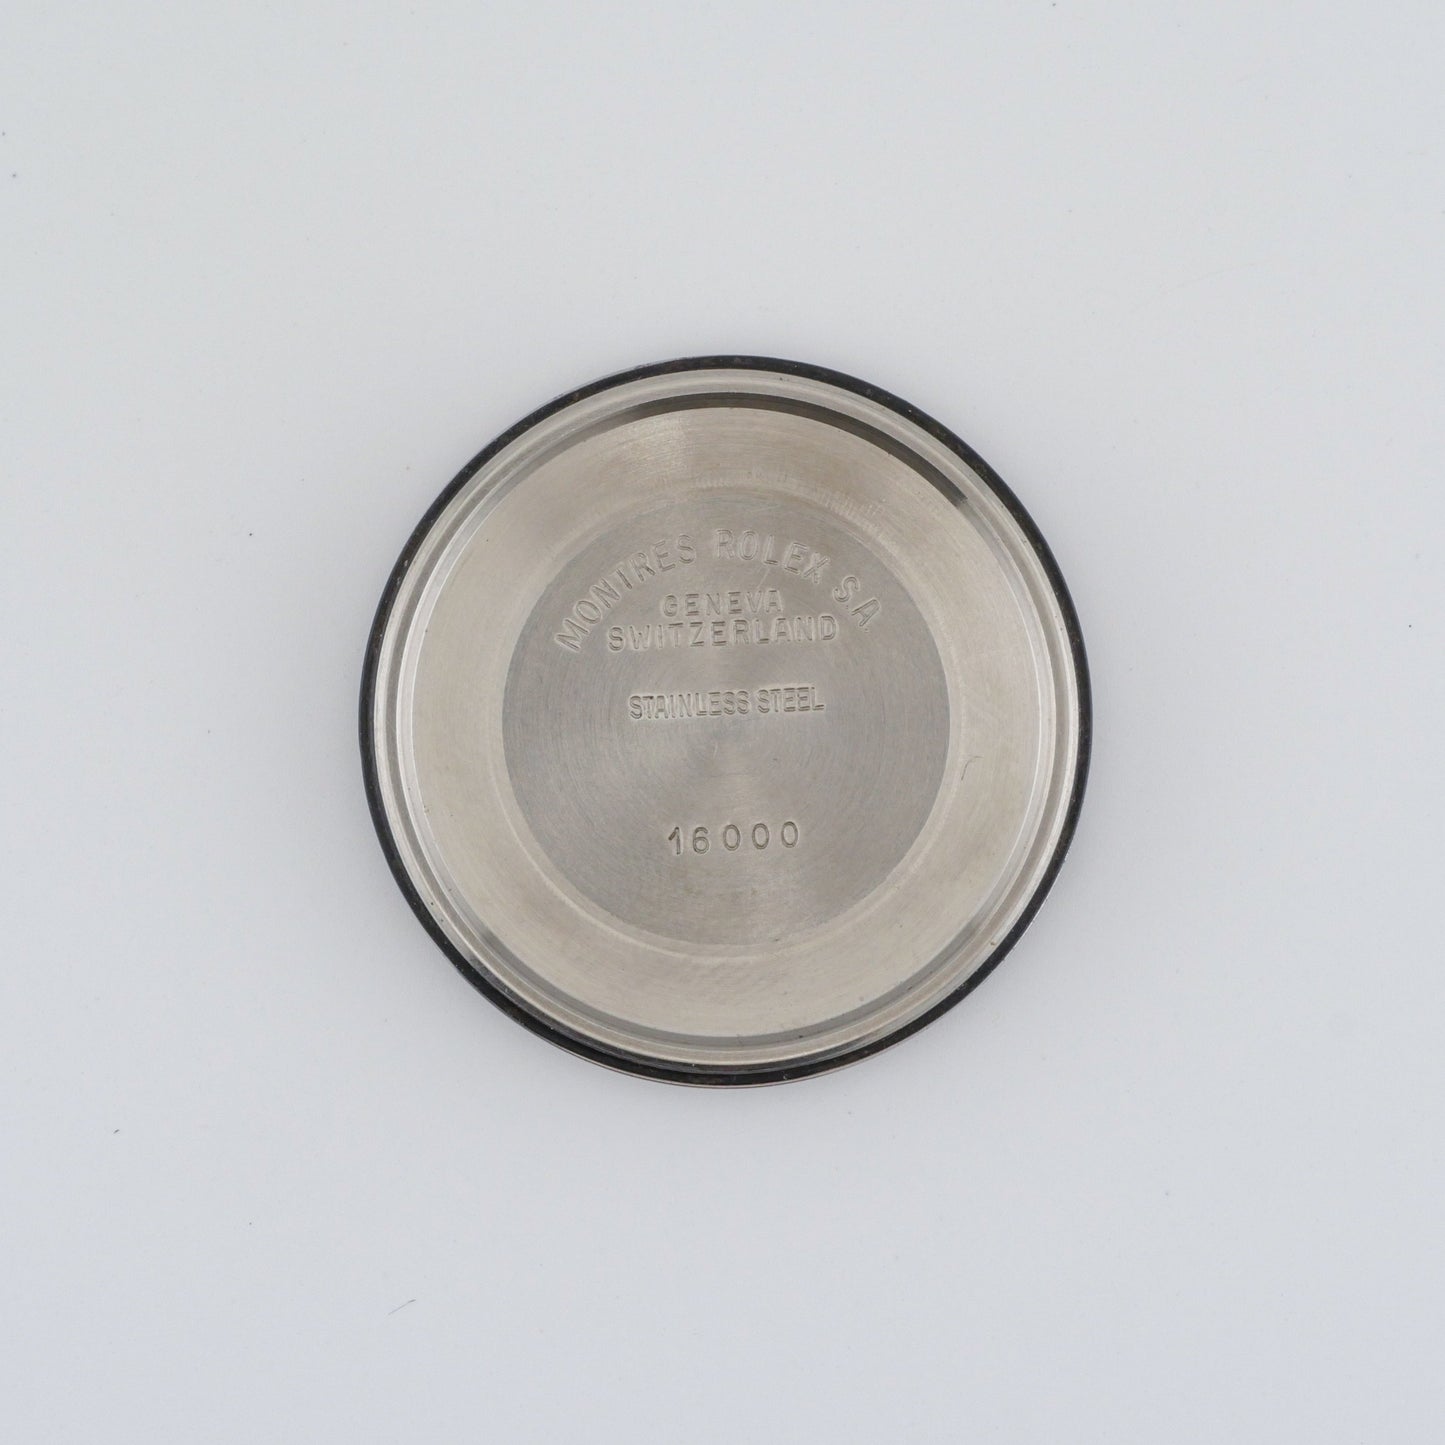 MONTRES ROLEX S.A.
GENEVA
SWITZERLAND
STAINLESS STEEL
16000